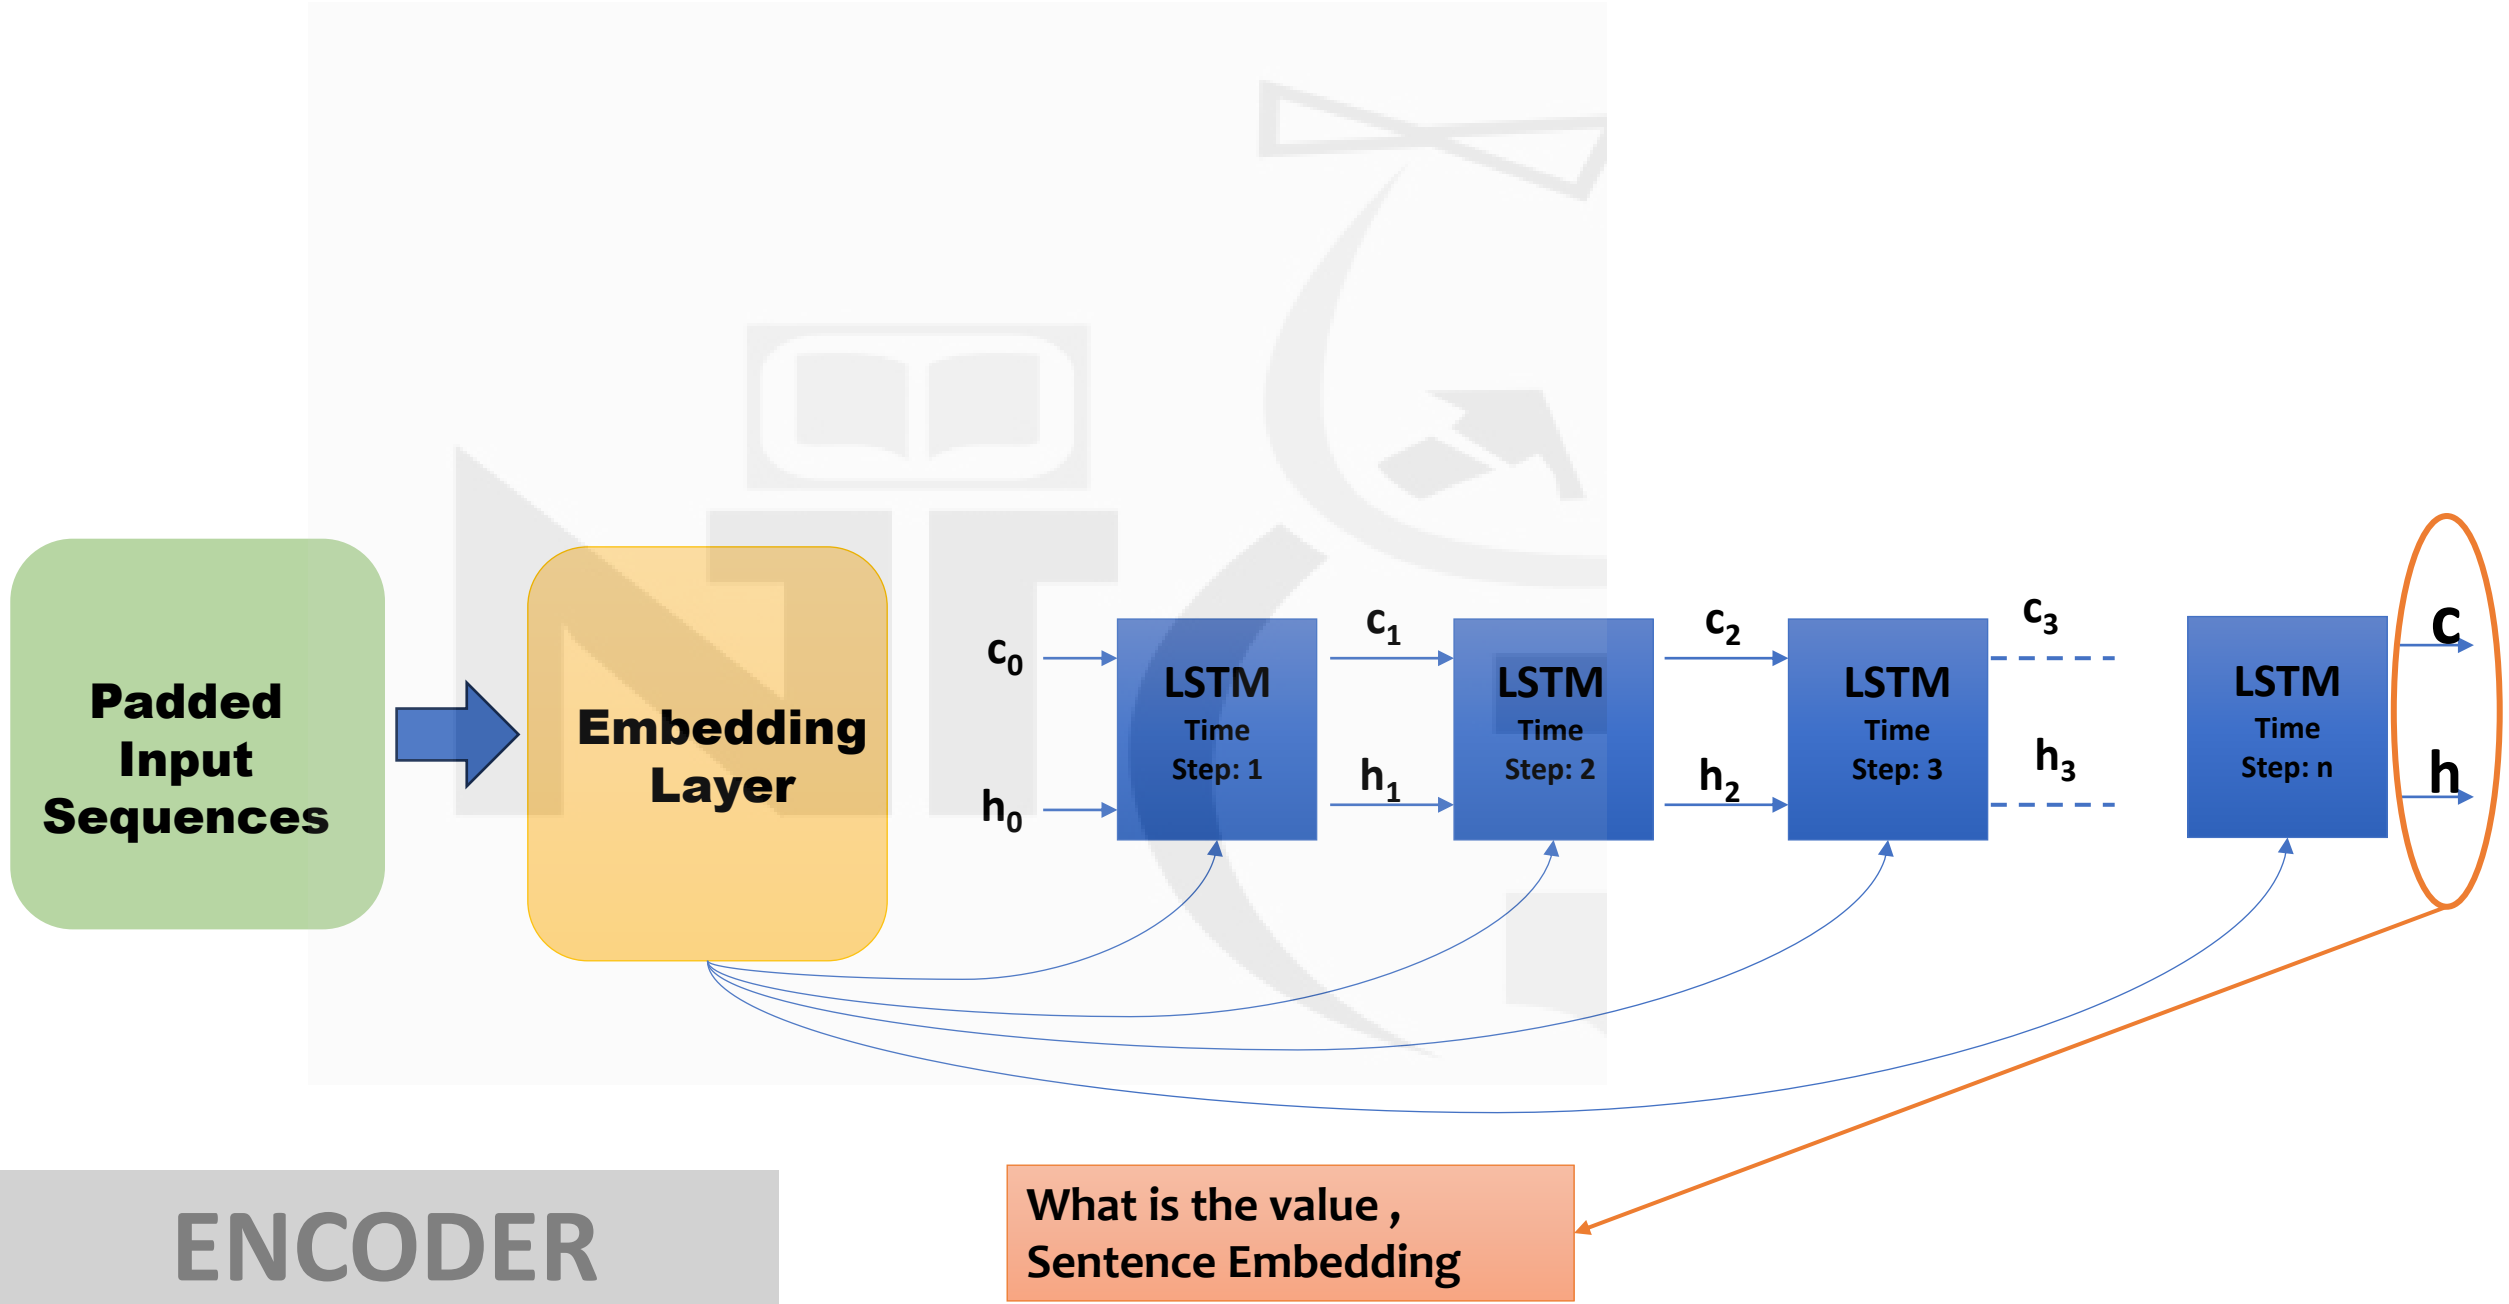 Padded
Input
Sequences
Embedding
Layer
c0
h0
LSTM
Time
Step: 1
c1
h1
LSTM
Time
Step: 2
c2
h2
LSTM
Time
Step: 3
c3
h3
LSTM
Time
Step: n
c
h
ENCODER
What is the value ,
Sentence Embedding